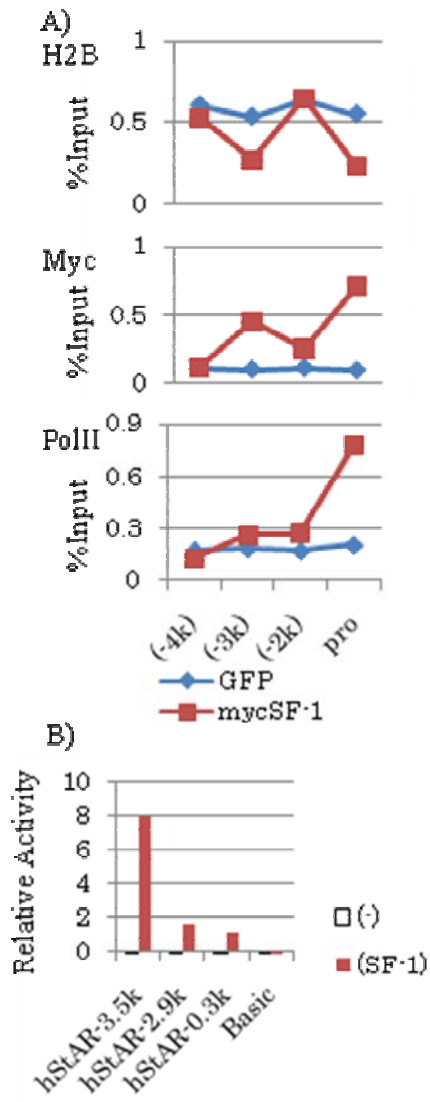 A)
H2B
%Input
1
0.5
0
Myc
%Input
1
0.5
0
PolII
%Input
0.9
0.6
0.3
0
(-4k)
(-3k)
(-2k)
pro
GFP
mycSF-1
B)
Relative Activity
10
8
6
4
2
0
hStAR-3.5k
hStAR-2.9k
hStAR-0.3k
Basic
(-)
(SF-1)